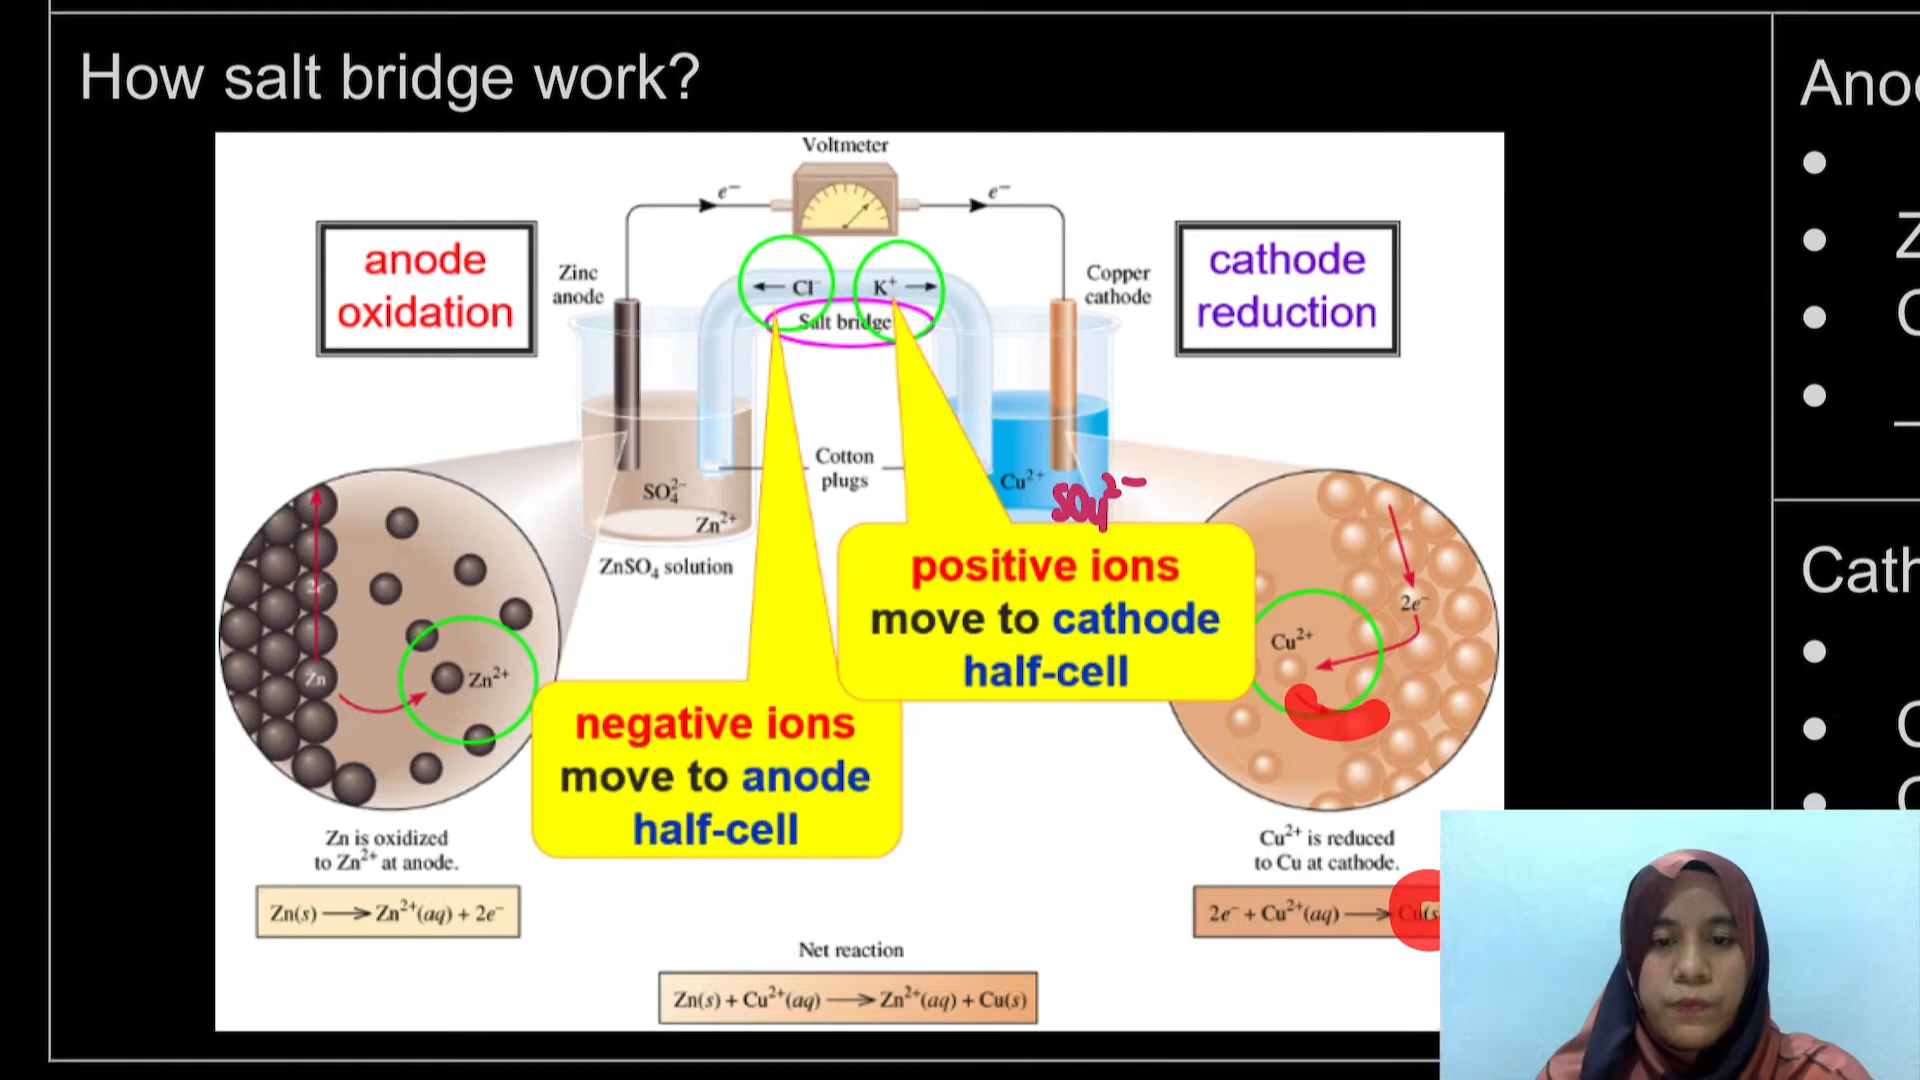 How salt bridge work?
Voltmeter
e⁻
e⁻
anode
oxidation
cathode
reduction
Zinc
anode
Cl⁻
K⁺
Salt bridge
Copper
cathode
Cotton
plugs
SO₄²⁻
Zn²⁺
Cu²⁺
SO₄²⁻
ZnSO₄ solution
positive ions
move to cathode
half-cell
negative ions
move to anode
half-cell
Zn
Zn²⁺
2e⁻
Cu²⁺
Zn is oxidized
to Zn²⁺ at anode.
Zn(s) ⟶ Zn²⁺(aq) + 2e⁻
Cu²⁺ is reduced
to Cu at cathode.
2e⁻ + Cu²⁺(aq) ⟶ Cu(s
Net reaction
Zn(s) + Cu²⁺(aq) ⟶ Zn²⁺(aq) + Cu(s)
Ano
•
• Z
•
•
Cath
•
•
•